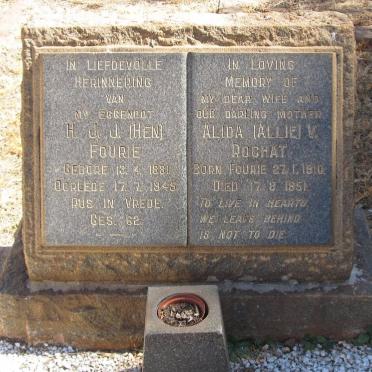 IN LIEFDEVOLLE
HERINNERING
VAN
MY EGGENOOT
H. J. J. (HEN)
FOURIE
GEBORE 13. 4. 1881.
OORLEDE 17. 7. 1945.
RUS IN VREDE.
GES. 62.
IN LOVING
MEMORY OF
MY DEAR WIFE AND
OUR DARLING MOTHER
ALIDA (ALLIE) V.
ROCHAT
BORN FOURIE 27. 1. 1910.
DIED 17. 8. 1951.
TO LIVE IN HEARTS
WE LEAVE BEHIND
IS NOT TO DIE